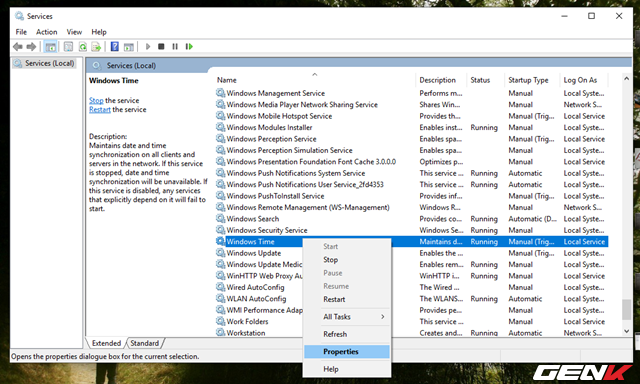 Services
File Action View Help
Services (Local)
Services (Local)
Windows Time
Stop the service
Restart the service
Description:
Maintains date and time
synchronization on all clients and
servers in the network. If this service
is stopped, date and time
synchronization will be unavailable. If
this service is disabled, any services
that explicitly depend on it will fail to
start.
Name Description Status Startup Type Log On As
Windows Management Service Performs m... Manual Local Syste...
Windows Media Player Network Sharing Service Shares Win... Manual Network S...
Windows Mobile Hotspot Service Provides th... Manual (Trig... Local Service
Windows Modules Installer Enables inst... Running Manual Local Syste...
Windows Perception Service Enables spa... Manual (Trig... Local Service
Windows Perception Simulation Service Enables spa... Manual Local Syste...
Windows Presentation Foundation Font Cache 3.0.0.0 Optimizes p... Manual Local Service
Windows Push Notifications System Service This service ... Running Automatic Local Syste...
Windows Push Notifications User Service_2fd4353 This service ... Running Automatic Local Syste...
Windows PushToInstall Service Provides inf... Manual (Trig... Local Syste...
Windows Remote Management (WS-Management) Windows R... Manual Network S...
Windows Search Provides co... Running Automatic (D... Local Syste...
Windows Security Service Windows Se... Running Manual Local Syste...
Windows Time Maintains d... Running Manual (Trig... Local Service
Windows Update Enables the ... Manual (Trig... Local Syste...
Windows Update Medic Enables rem... Manual Local Syste...
WinHTTP Web Proxy Au WinHTTP i... Running Manual Local Service
Wired AutoConfig The Wired ... Manual Local Syste...
WLAN AutoConfig The WLANS... Running Automatic Local Syste...
WMI Performance Adap Provides pe... Manual Local Syste...
Work Folders This service ... Manual Local Service
Workstation Creates and... Running Automatic Network S...
Start
Stop
Pause
Resume
Restart
All Tasks
Refresh
Properties
Help
Extended Standard
Opens the properties dialogue box for the current selection.
GENK